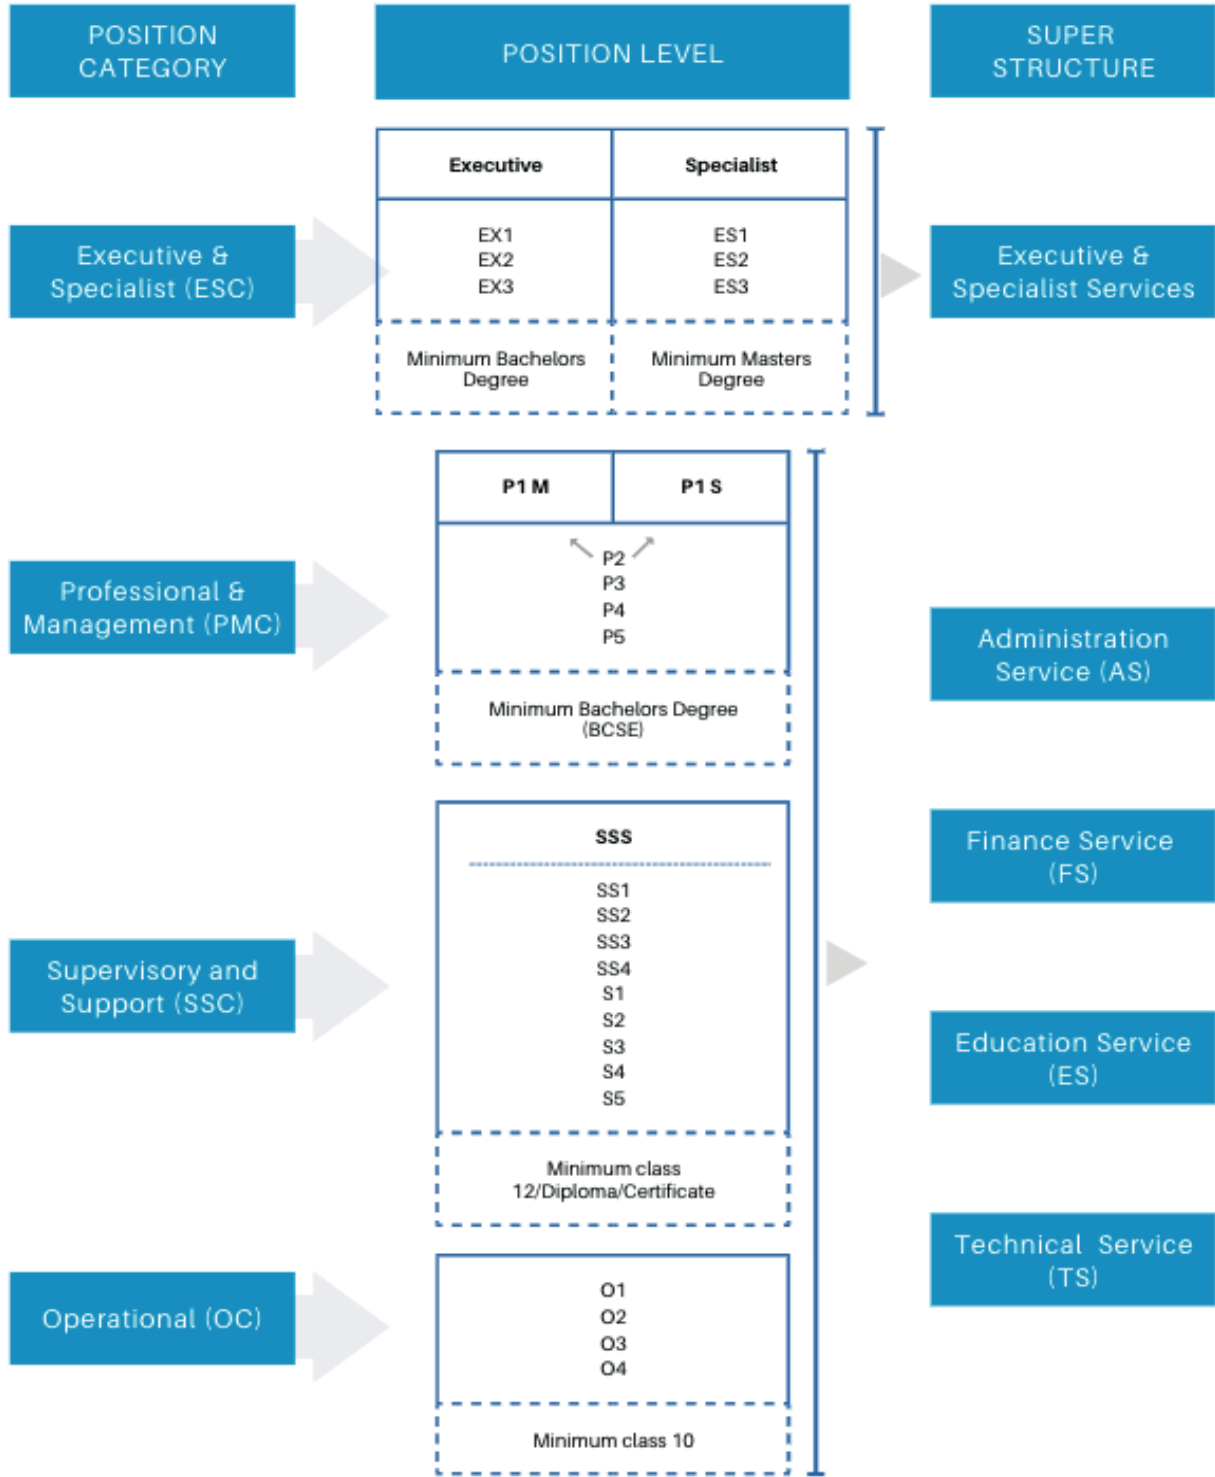 POSITION
CATEGORY
POSITION LEVEL
SUPER
STRUCTURE
Executive &
Specialist (ESC)
Executive
Specialist
EX1
EX2
EX3
ES1
ES2
ES3
Minimum Bachelors
Degree
Minimum Masters
Degree
Executive &
Specialist Services
Professional &
Management (PMC)
P1 M
P1 S
P2
P3
P4
P5
Minimum Bachelors Degree
(BCSE)
Supervisory and
Support (SSC)
SSS
SS1
SS2
SS3
SS4
S1
S2
S3
S4
S5
Minimum class
12/Diploma/Certificate
Operational (OC)
O1
O2
O3
O4
Minimum class 10
Administration
Service (AS)
Finance Service
(FS)
Education Service
(ES)
Technical Service
(TS)